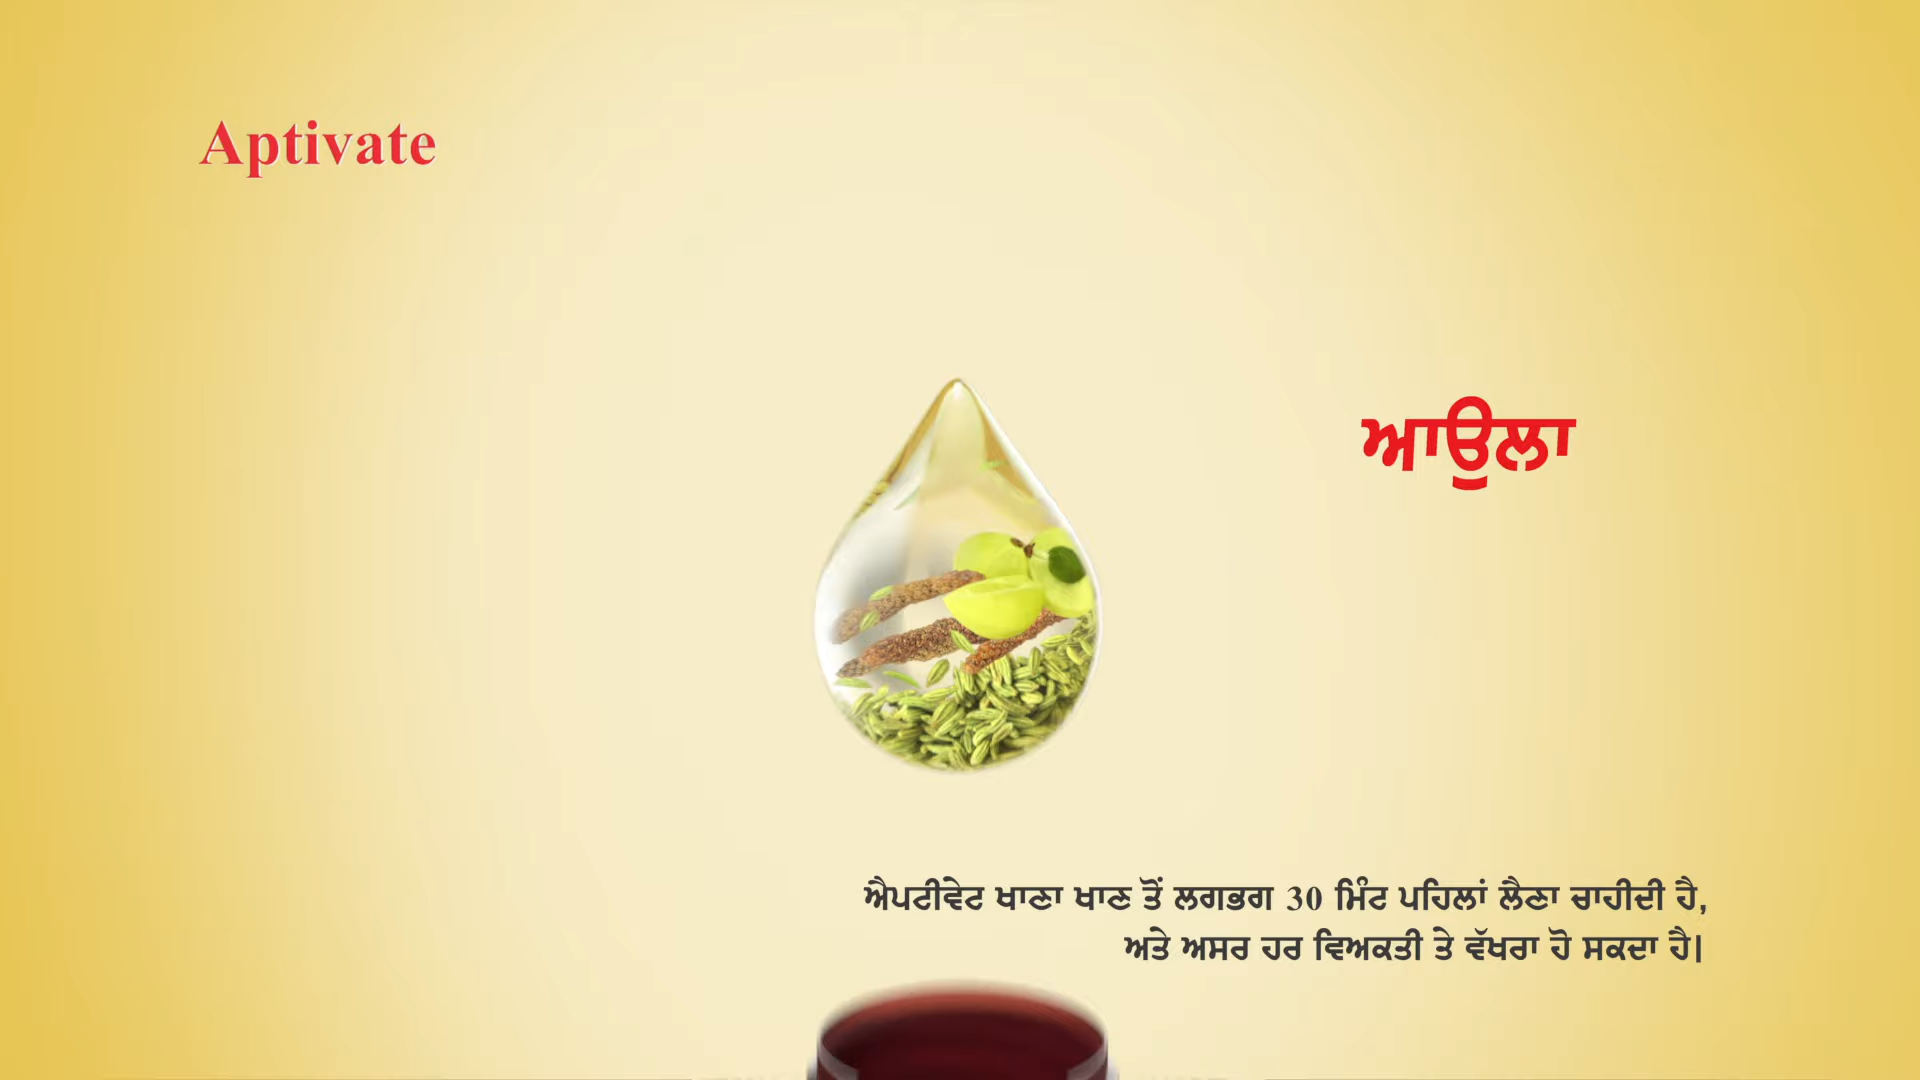 Aptivate
ਆਉਲਾ
ਐਪਟੀਵੇਟ ਖਾਣਾ ਖਾਣ ਤੋਂ ਲਗਭਗ 30 ਮਿੰਟ ਪਹਿਲਾਂ ਲੈਣਾ ਚਾਹੀਦੀ ਹੈ,
ਅਤੇ ਅਸਰ ਹਰ ਵਿਅਕਤੀ ਤੇ ਵੱਖਰਾ ਹੋ ਸਕਦਾ ਹੈ।